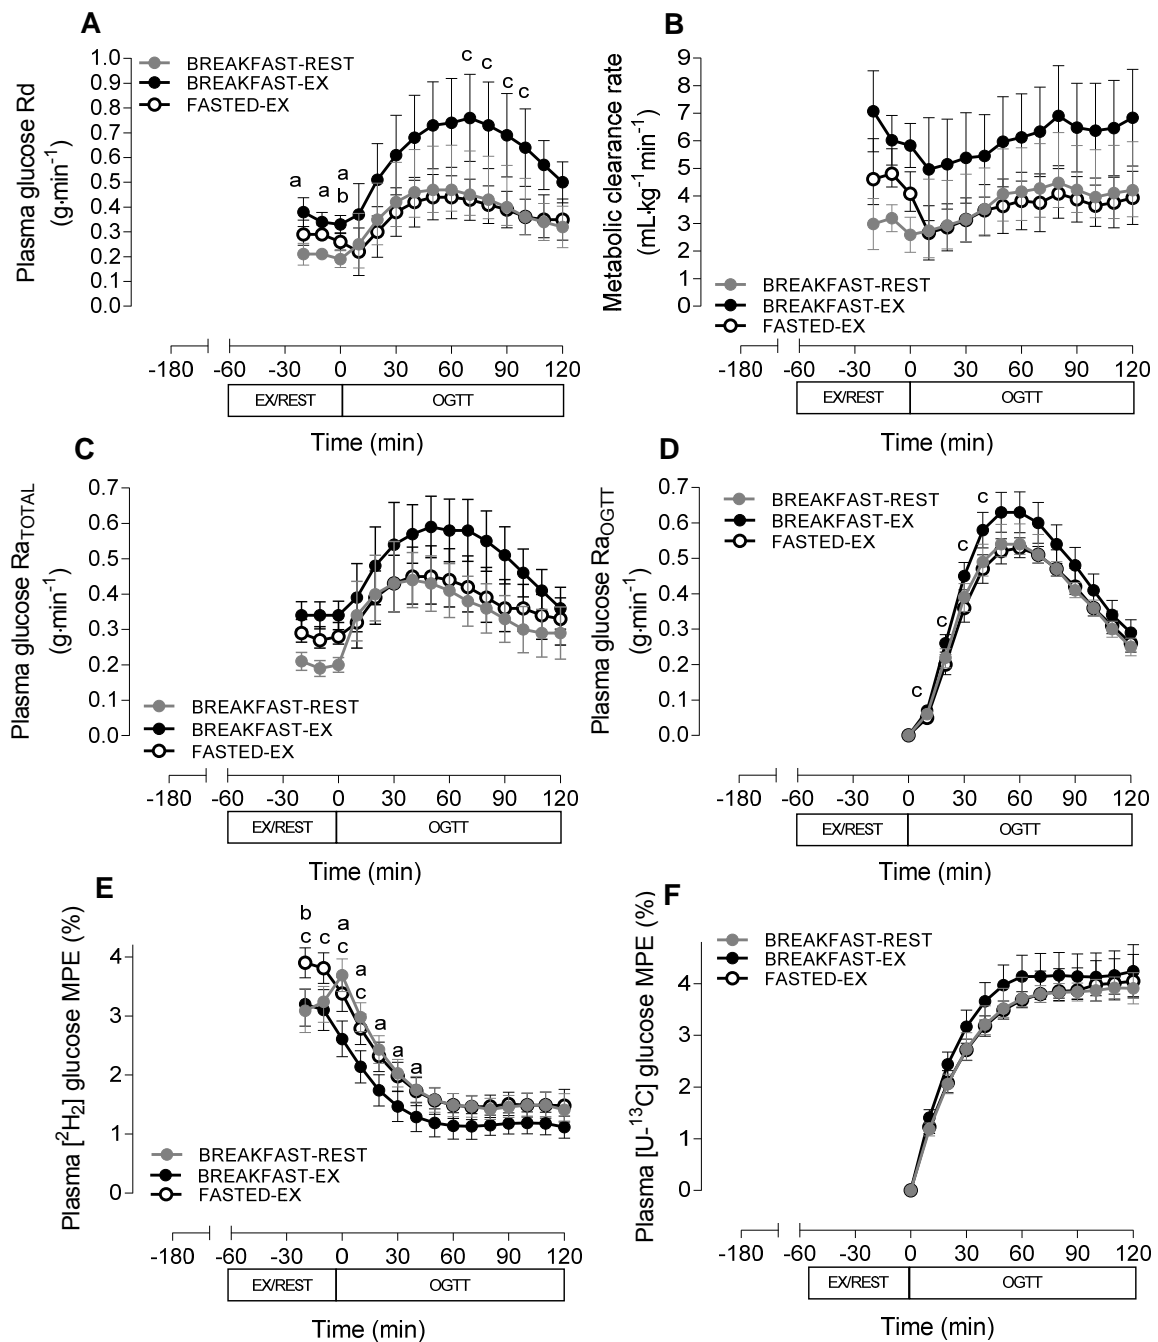 A
BREAKFAST-REST
BREAKFAST-EX
FASTED-EX
Plasma glucose Rd
(g·min⁻¹)
1.0
0.9
0.8
0.7
0.6
0.5
0.4
0.3
0.2
0.1
0.0
a
a
a
b
c
c
c
c
-180 -60 -30 0 30 60 90 120
EX/REST OGTT
Time (min)
B
Metabolic clearance rate
(mL·kg⁻¹min⁻¹)
9
8
7
6
5
4
3
2
1
0
BREAKFAST-REST
BREAKFAST-EX
FASTED-EX
-180 -60 -30 0 30 60 90 120
EX/REST OGTT
Time (min)
C
Plasma glucose Ra_TOTAL
(g·min⁻¹)
0.7
0.6
0.5
0.4
0.3
0.2
0.1
0.0
BREAKFAST-REST
BREAKFAST-EX
FASTED-EX
-180 -60 -30 0 30 60 90 120
EX/REST OGTT
Time (min)
D
Plasma glucose Ra_OGTT
(g·min⁻¹)
0.7
0.6
0.5
0.4
0.3
0.2
0.1
0.0
BREAKFAST-REST
BREAKFAST-EX
FASTED-EX
c
c
c
c
-180 -60 -30 0 30 60 90 120
EX/REST OGTT
Time (min)
E
Plasma [²H₂] glucose MPE (%)
4
3
2
1
0
b
c
c
a
c
a
c
a
a
a
BREAKFAST-REST
BREAKFAST-EX
FASTED-EX
-180 -60 -30 0 30 60 90 120
EX/REST OGTT
Time (min)
F
Plasma [U-¹³C] glucose MPE (%)
4
3
2
1
0
BREAKFAST-REST
BREAKFAST-EX
FASTED-EX
-180 -60 -30 0 30 60 90 120
EX/REST OGTT
Time (min)